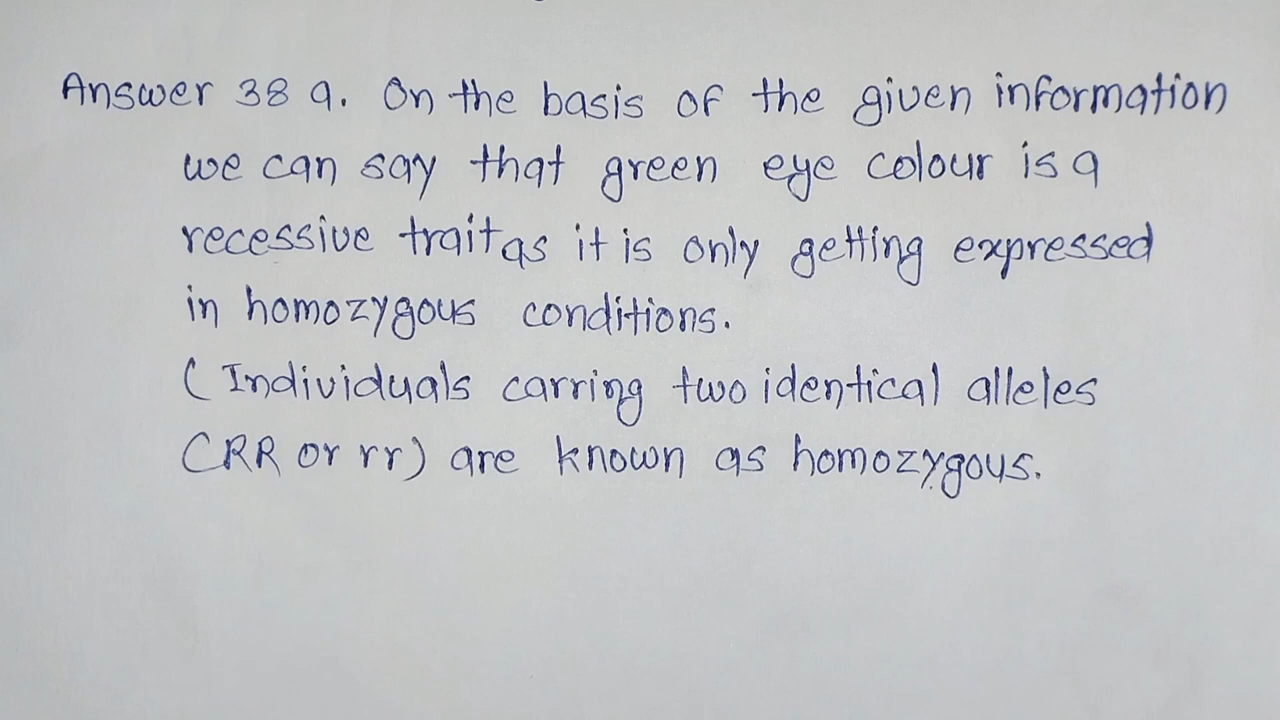 Answer 38 a. On the basis of the given information
we can say that green eye colour is a
recessive trait as it is only getting expressed
in homozygous conditions.
( Individuals carring two identical alleles
(RR or rr) are known as homozygous.